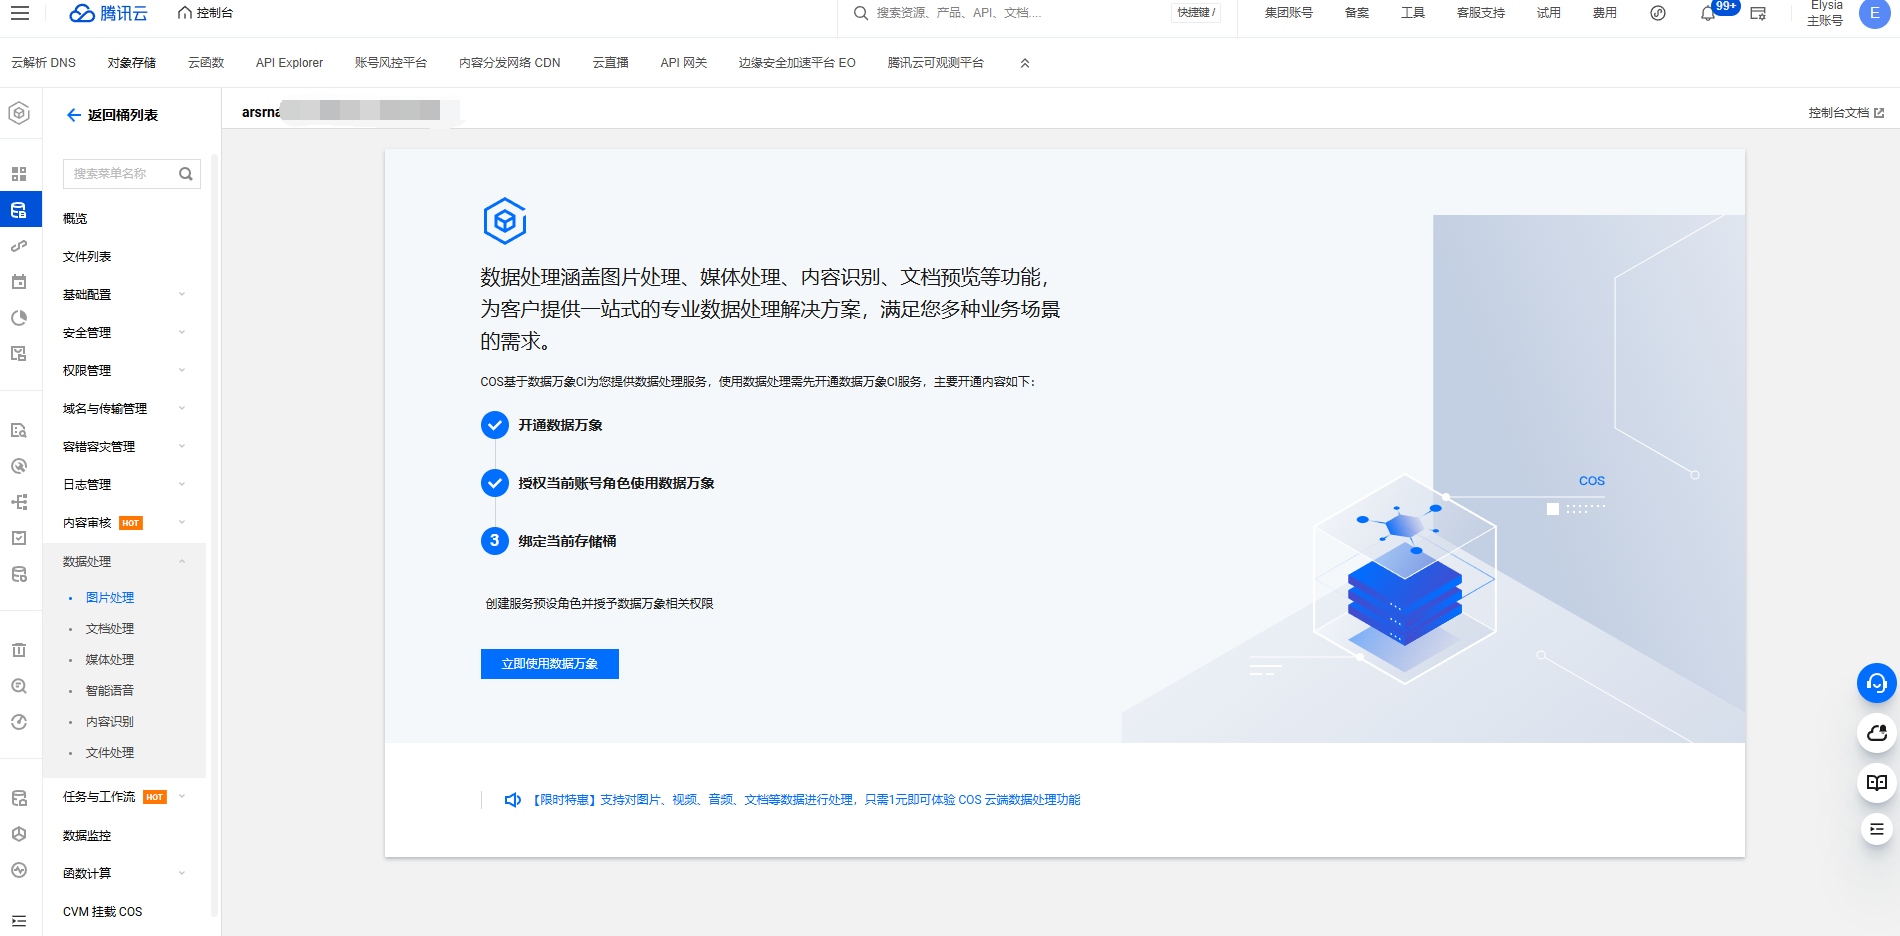 腾讯云
控制台
搜索资源、产品、API、文档....
快捷键 /
集团账号
备案
工具
客服支持
试用
费用
99+
Elysia
主账号
E
云解析 DNS
对象存储
云函数
API Explorer
账号风控平台
内容分发网络 CDN
云直播
API 网关
边缘安全加速平台 EO
腾讯云可观测平台
返回桶列表
搜索菜单名称
概览
文件列表
基础配置
安全管理
权限管理
域名与传输管理
容错容灾管理
日志管理
内容审核 HOT
数据处理
图片处理
文档处理
媒体处理
智能语音
内容识别
文件处理
任务与工作流 HOT
数据监控
函数计算
CVM 挂载 COS
arsrna
控制台文档
数据处理涵盖图片处理、媒体处理、内容识别、文档预览等功能，
为客户提供一站式的专业数据处理解决方案，满足您多种业务场景
的需求。
COS基于数据万象CI为您提供数据处理服务，使用数据处理需先开通数据万象CI服务，主要开通内容如下：
开通数据万象
授权当前账号角色使用数据万象
3 绑定当前存储桶
创建服务预设角色并授予数据万象相关权限
立即使用数据万象
COS
【限时特惠】支持对图片、视频、音频、文档等数据进行处理，只需1元即可体验 COS 云端数据处理功能